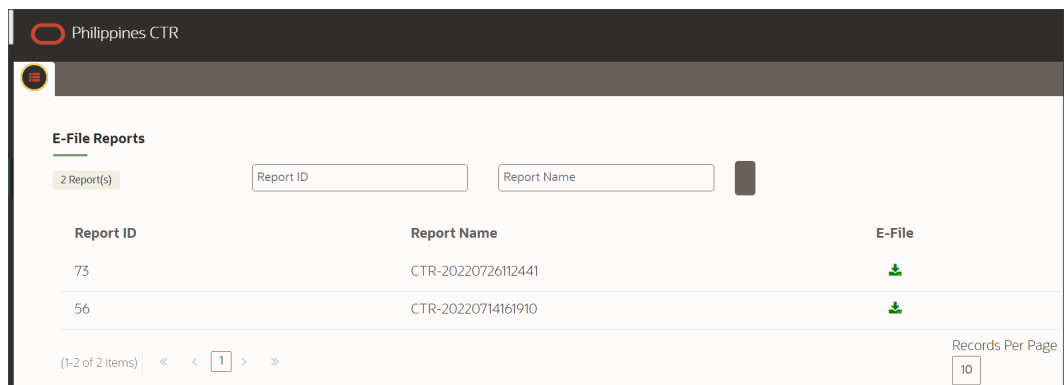 Philippines CTR
E-File Reports
2 Report(s)
Report ID
Report Name
Report ID Report Name E-File
73 CTR-20220726112441
56 CTR-20220714161910
(1-2 of 2 items) « < 1 > »
Records Per Page
10